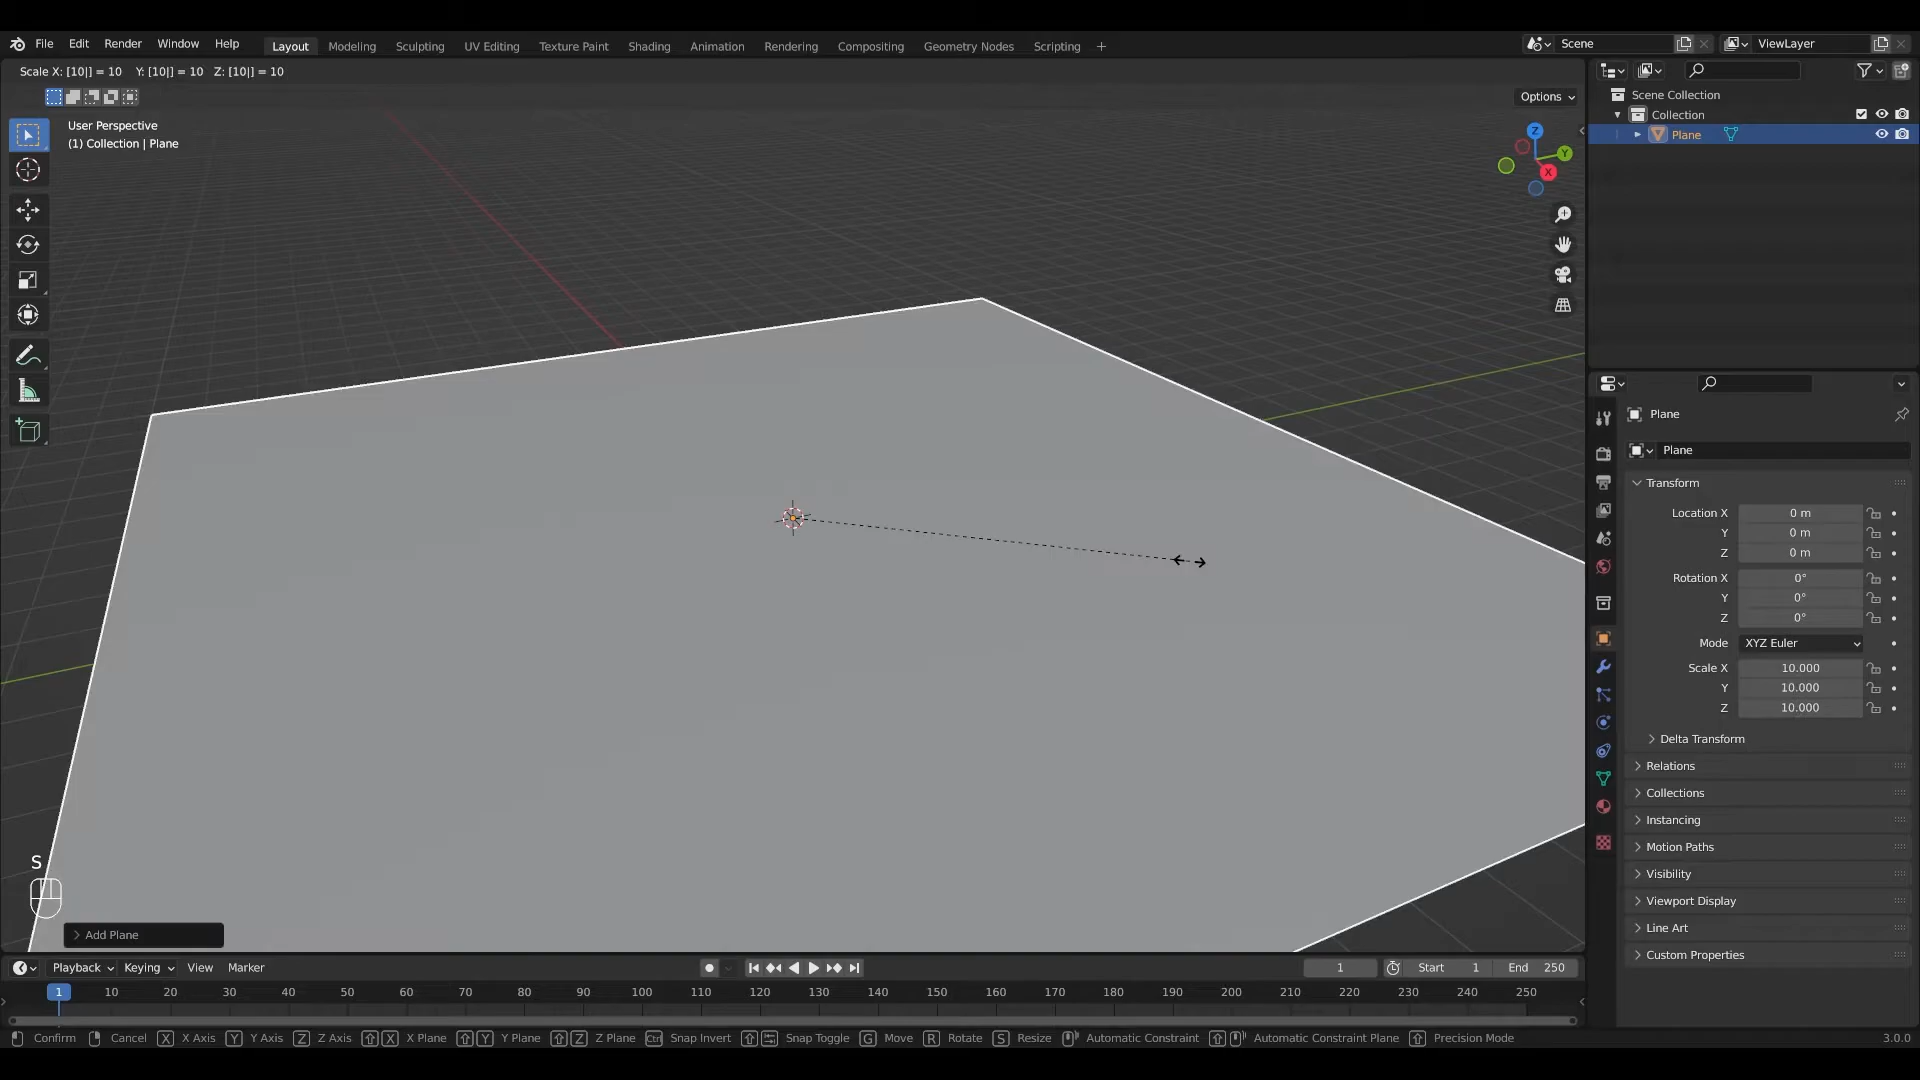 File Edit Render Window Help Layout Modeling Sculpting UV Editing Texture Paint Shading Animation Rendering Compositing Geometry Nodes Scripting + Scene ViewLayer
Scale X: [10|] = 10 Y: [10|] = 10 Z: [10|] = 10
Options
User Perspective
(1) Collection | Plane
Z
Y
X
Scene Collection
Collection
Plane
Plane
Plane
Transform
Location X 0 m
Y 0 m
Z 0 m
Rotation X 0°
Y 0°
Z 0°
Mode XYZ Euler
Scale X 10.000
Y 10.000
Z 10.000
Delta Transform
Relations
Collections
Instancing
Motion Paths
Visibility
Viewport Display
Line Art
Custom Properties
S
Add Plane
Playback Keying View Marker 1 Start 1 End 250
1 10 20 30 40 50 60 70 80 90 100 110 120 130 140 150 160 170 180 190 200 210 220 230 240 250
Confirm Cancel X X Axis Y Y Axis Z Z Axis X X Plane Y Y Plane Z Z Plane Ctrl Snap Invert Snap Toggle G Move R Rotate S Resize Automatic Constraint Automatic Constraint Plane Precision Mode 3.0.0